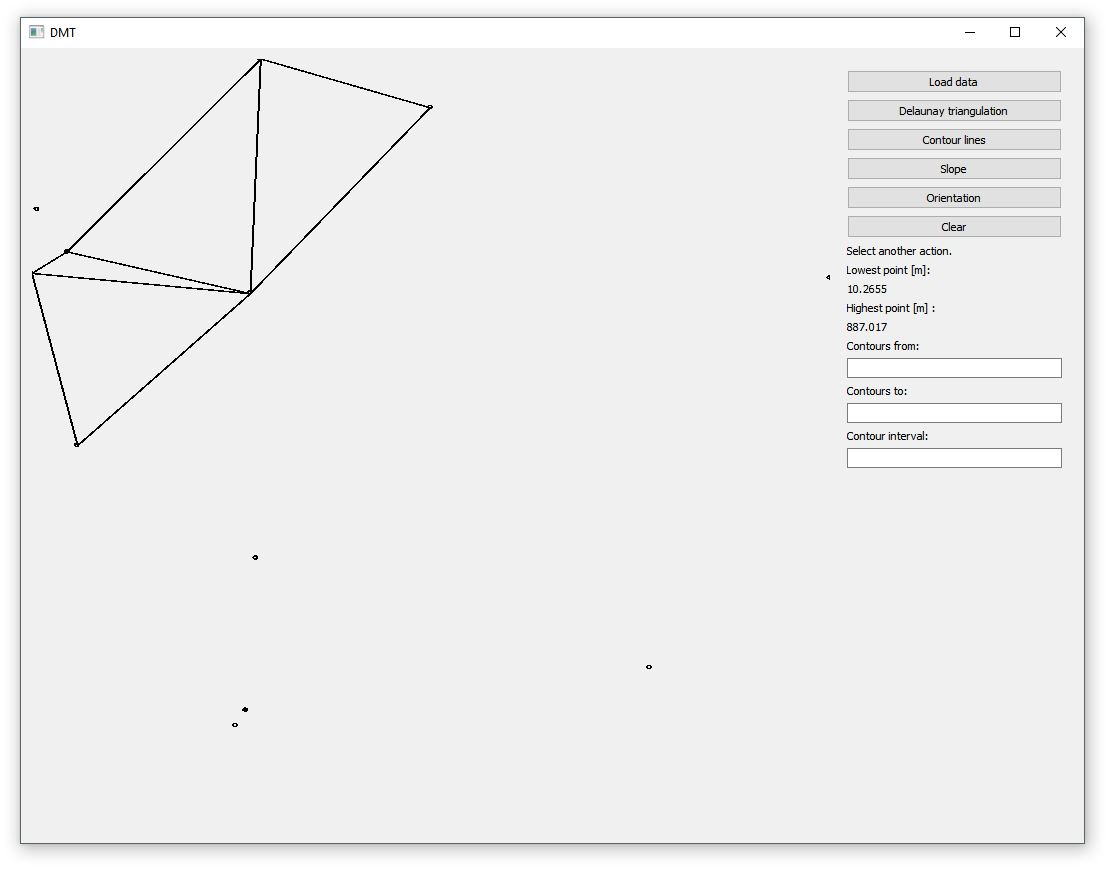 DMT
Load data
Delaunay triangulation
Contour lines
Slope
Orientation
Clear
Select another action.
Lowest point [m]:
10.2655
Highest point [m] :
887.017
Contours from:
Contours to:
Contour interval: